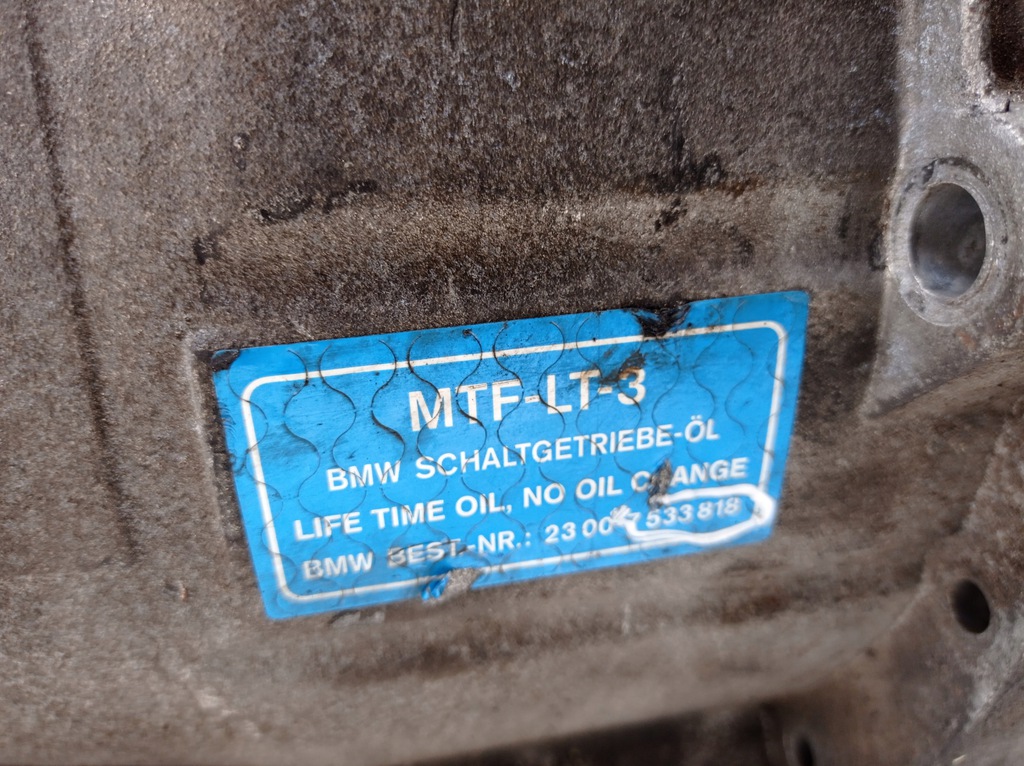 MTF-LT-3
BMW SCHALTGETRIEBE-ÖL
LIFE TIME OIL, NO OIL CHANGE
BMW BEST.-NR.: 23 00 7 533 818